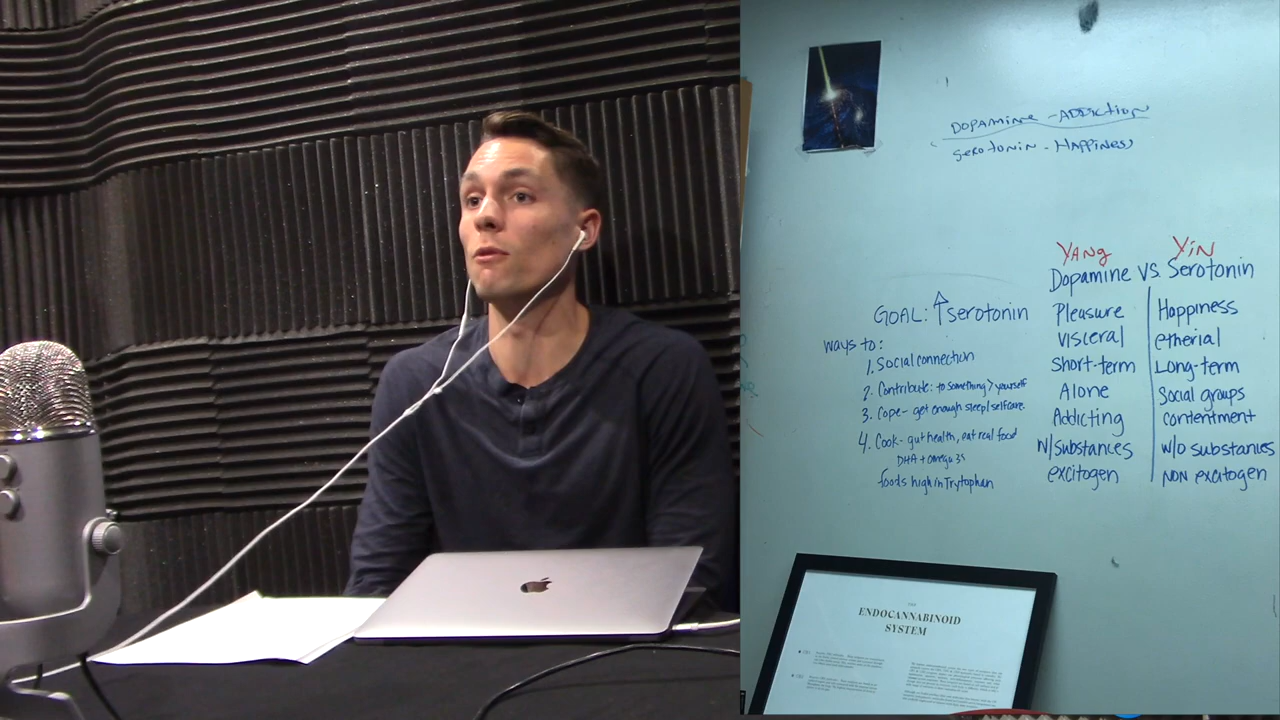 DOPAMINE - ADDICTION
SEROTONIN - HAPPINESS
YANG YIN
Dopamine VS Serotonin
GOAL: ↑ serotonin
Pleasure Happiness
Visceral etherial
Short-term Long-term
Alone Social groups
Addicting contentment
W/Substances W/o substances
excitogen NON excitogen
Ways to:
1. Social connection
2. Contribute: to something > yourself
3. Cope- get enough sleep/selfcare.
4. Cook- gut health, eat real food
DHA + omega 3s
foods high in Trytophan
THE
ENDOCANNABINOID
SYSTEM